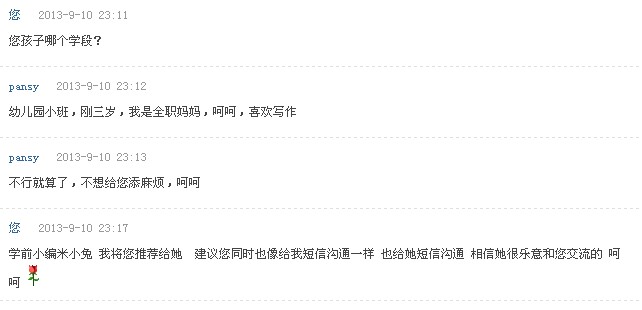 您 2013-9-10 23:11
您孩子哪个学段？
pansy 2013-9-10 23:12
幼儿园小班，刚三岁，我是全职妈妈，呵呵，喜欢写作
pansy 2013-9-10 23:13
不行就算了，不想给您添麻烦，呵呵
您 2013-9-10 23:17
学前小编米小兔 我将您推荐给她 建议您同时也像给我短信沟通一样 也给她短信沟通 相信她很乐意和您交流的 呵
呵